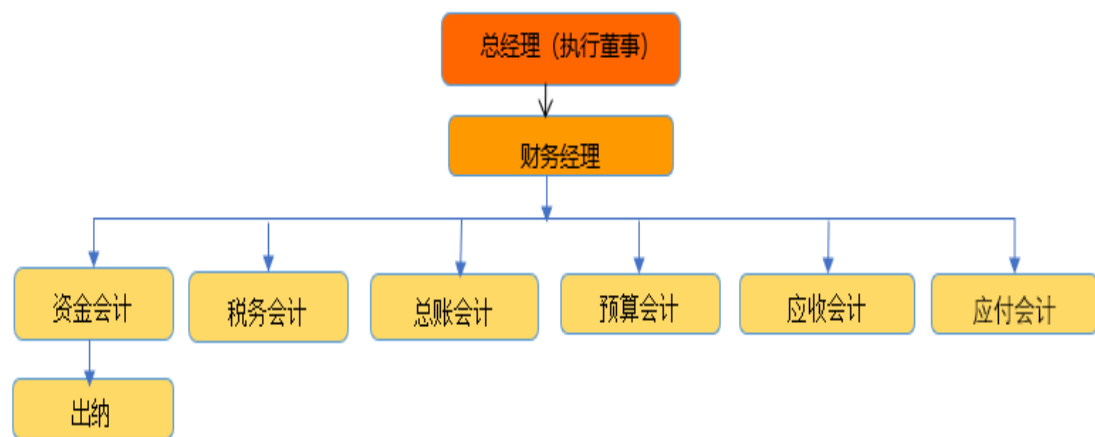 总经理（执行董事）
财务经理
资金会计
税务会计
总账会计
预算会计
应收会计
应付会计
出纳